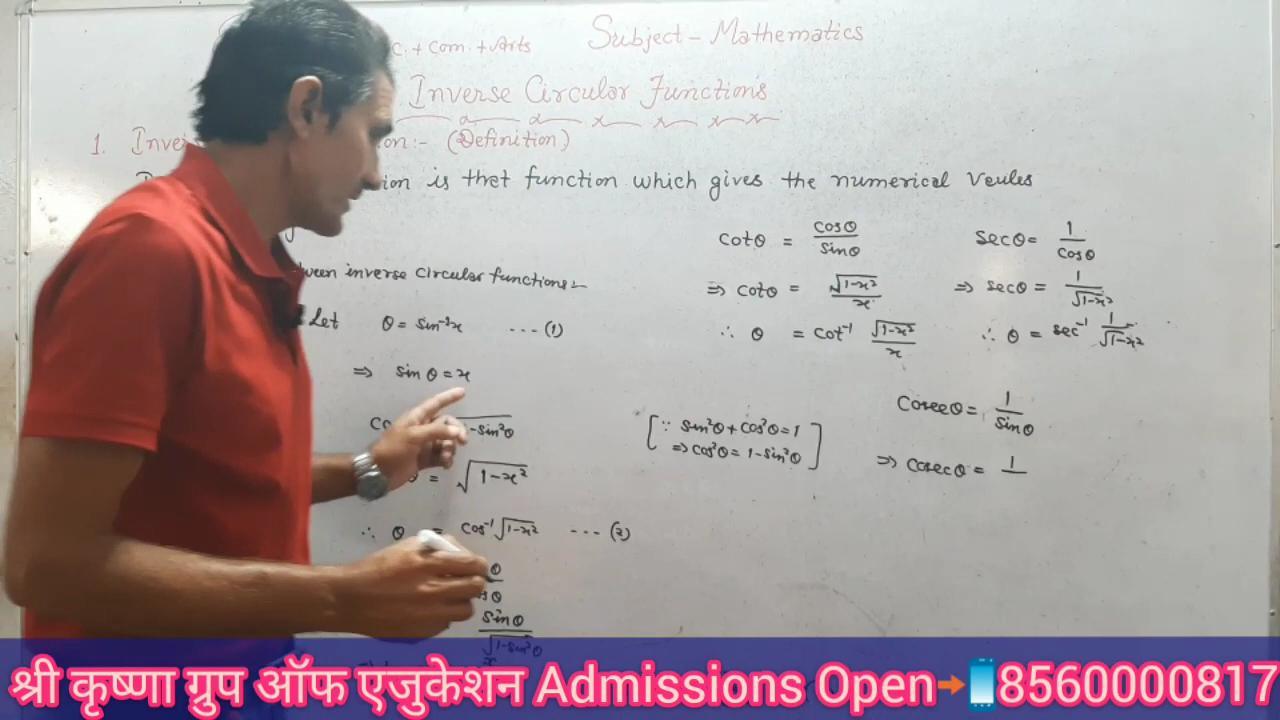 C. + Com. + Arts Subject - Mathematics
Inverse Circular Functions
1. Inve on :- (Definition)
ion is that function which gives the numerical Veules
ween inverse circular functions :-
Let θ = sin⁻¹x ---- (1)
⇒ sin θ = x
-sin²θ
= √1-x²
∴ θ = cos⁻¹ √1-x² --- (2)
θ
θ
sinθ
√1-sin²θ
x
[∵ sin²θ + cos²θ = 1
⇒ cos²θ = 1 - sin²θ]
cotθ = cosθ/sinθ
⇒ cotθ = √1-x²/x
∴ θ = cot⁻¹ √1-x²/x
secθ = 1/cosθ
⇒ secθ = 1/√1-x²
∴ θ = sec⁻¹ 1/√1-x²
Cosecθ = 1/sinθ
⇒ cosecθ = 1/
श्री कृष्णा ग्रुप ऑफ एजुकेशन Admissions Open 8560000817